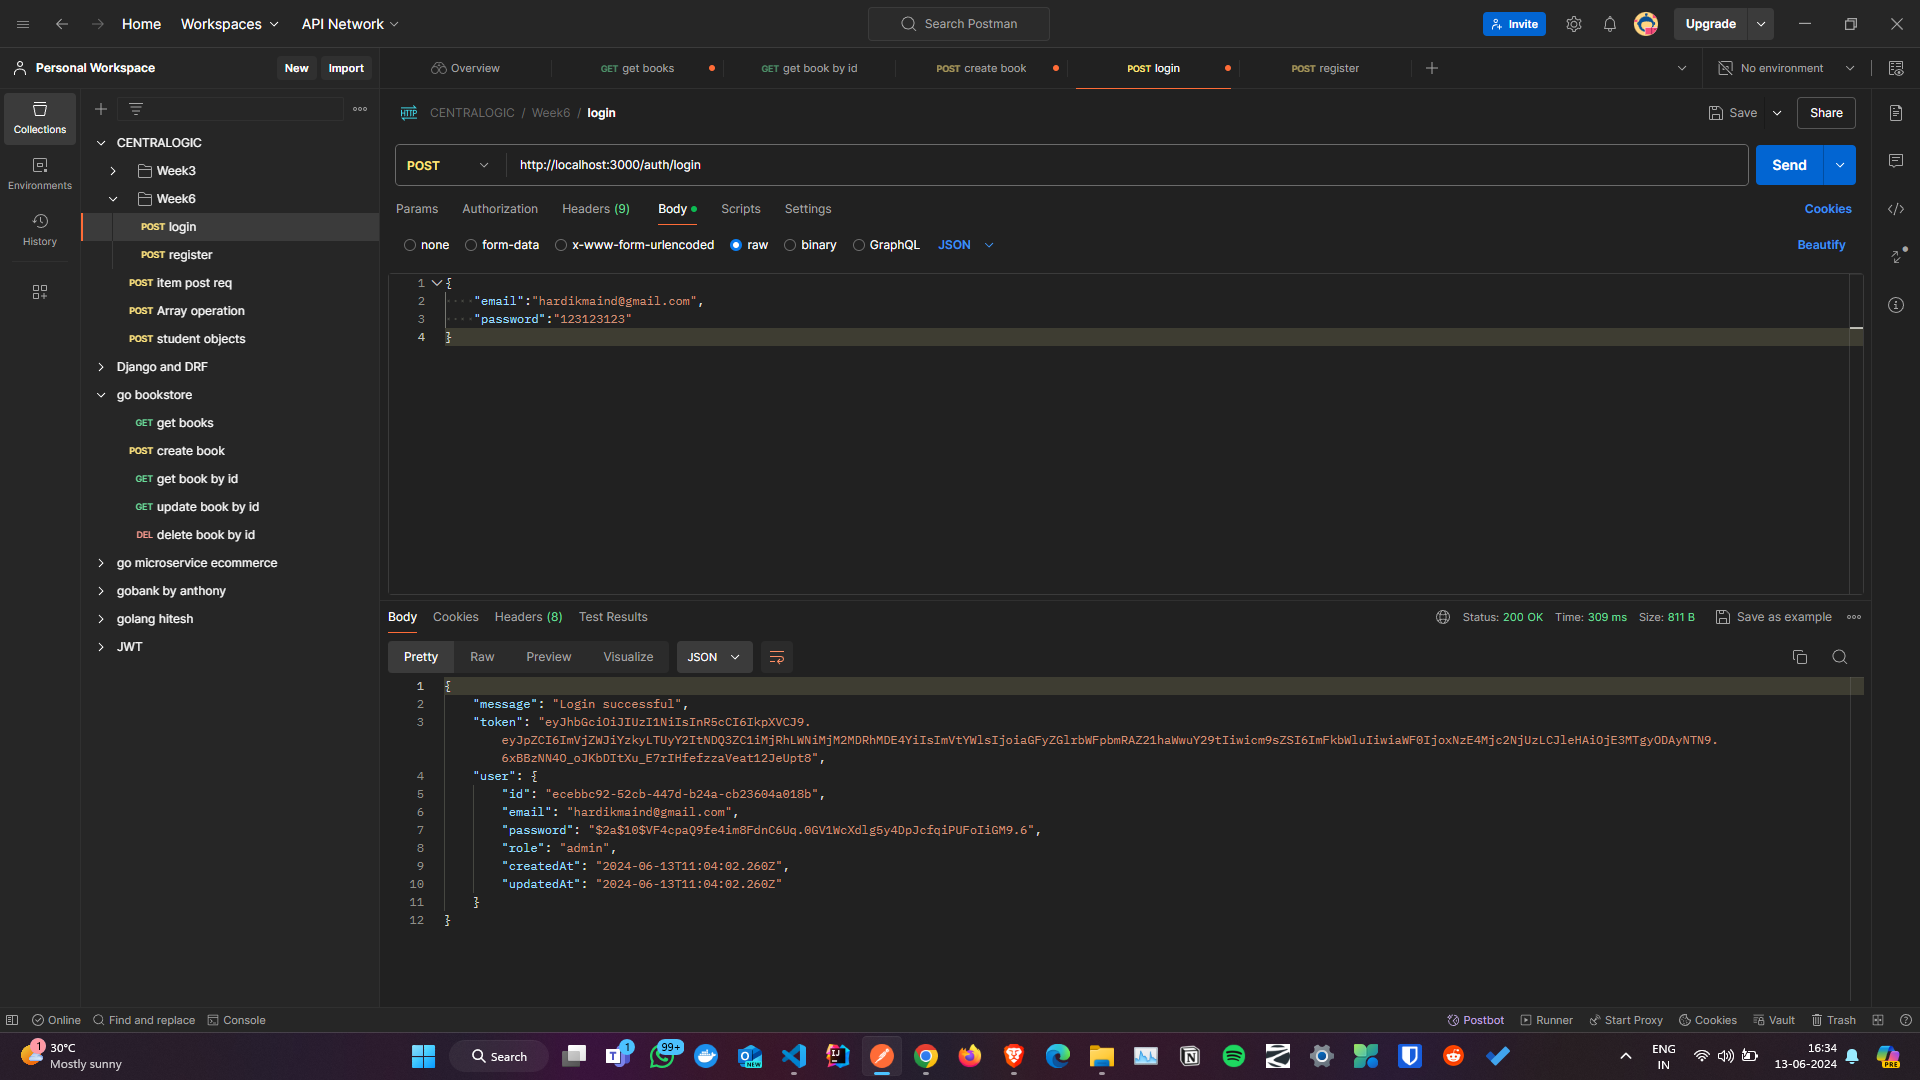 Home
Workspaces
API Network
Search Postman
Invite
Upgrade
Personal Workspace
New
Import
Overview
GET get books
GET get book by id
POST create book
POST login
POST register
No environment
Collections
Environments
History
CENTRALOGIC
Week3
Week6
POST login
POST register
POST item post req
POST Array operation
POST student objects
Django and DRF
go bookstore
GET get books
POST create book
GET get book by id
GET update book by id
DEL delete book by id
go microservice ecommerce
gobank by anthony
golang hitesh
JWT
HTTP CENTRALOGIC / Week6 / login
Save
Share
POST
http://localhost:3000/auth/login
Send
Params Authorization Headers (9) Body Scripts Settings
Cookies
none form-data x-www-form-urlencoded raw binary GraphQL JSON
Beautify
1 {
2 "email":"hardikmaind@gmail.com",
3 "password":"123123123"
4 }
Body Cookies Headers (8) Test Results
Status: 200 OK Time: 309 ms Size: 811 B
Save as example
Pretty Raw Preview Visualize JSON
1 {
2 "message": "Login successful",
3 "token": "eyJhbGciOiJIUzI1NiIsInR5cCI6IkpXVCJ9.
eyJpZCI6ImVjZWJiYzkyLTUyY2ItNDQ3ZC1iMjRhLWNiMjM2MDRhMDE4YiIsImVtYWlsIjoiaGFyZGlrbWFpbmRAZ21haWwuY29tIiwicm9sZSI6ImFkbWluIiwiaWF0IjoxNzE4Mjc2NjUzLCJleHAiOjE3MTgyODAyNTN9.
6xBBzNN4O_oJKbDItXu_E7rIHfefzzaVeat12JeUpt8",
4 "user": {
5 "id": "ecebbc92-52cb-447d-b24a-cb23604a018b",
6 "email": "hardikmaind@gmail.com",
7 "password": "$2a$10$VF4cpaQ9fe4im8FdnC6Uq.0GV1WcXdlg5y4DpJcfqiPUFoIiGM9.6",
8 "role": "admin",
9 "createdAt": "2024-06-13T11:04:02.260Z",
10 "updatedAt": "2024-06-13T11:04:02.260Z"
11 }
12 }
Online
Find and replace
Console
Postbot
Runner
Start Proxy
Cookies
Vault
Trash
1
30°C
Mostly sunny
Search
1
99+
NEW
ENG
IN
16:34
13-06-2024
PRE